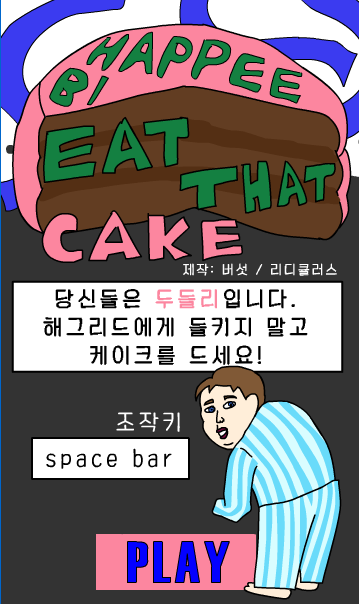 HAPPEE
BI
EAT
THAT
CAKE
제작: 버섯 / 리디큘러스
당신들은 두들리입니다.
해그리드에게 들키지 말고
케이크를 드세요!
조작키
space bar
PLAY